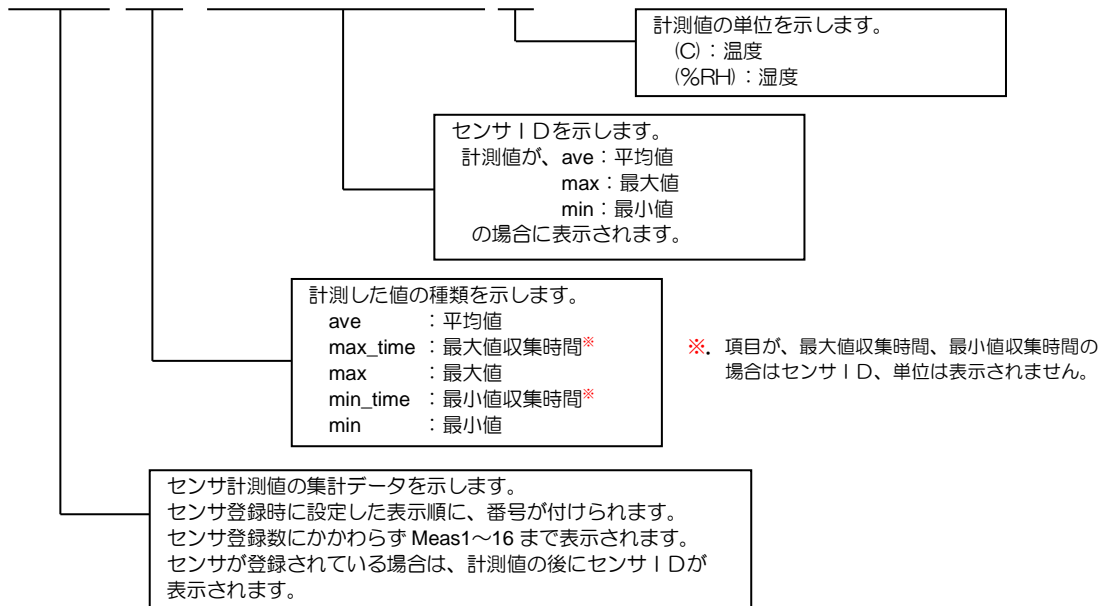 計測値の単位を示します。
(C)：温度
(%RH)：湿度
センサＩＤを示します。
計測値が、ave：平均値
max：最大値
min：最小値
の場合に表示されます。
計測した値の種類を示します。
ave ：平均値
max_time ：最大値収集時間※
max ：最大値
min_time ：最小値収集時間※
min ：最小値
※. 項目が、最大値収集時間、最小値収集時間の
場合はセンサＩＤ、単位は表示されません。
センサ計測値の集計データを示します。
センサ登録時に設定した表示順に、番号が付けられます。
センサ登録数にかかわらず Meas1～16 まで表示されます。
センサが登録されている場合は、計測値の後にセンサＩＤが
表示されます。